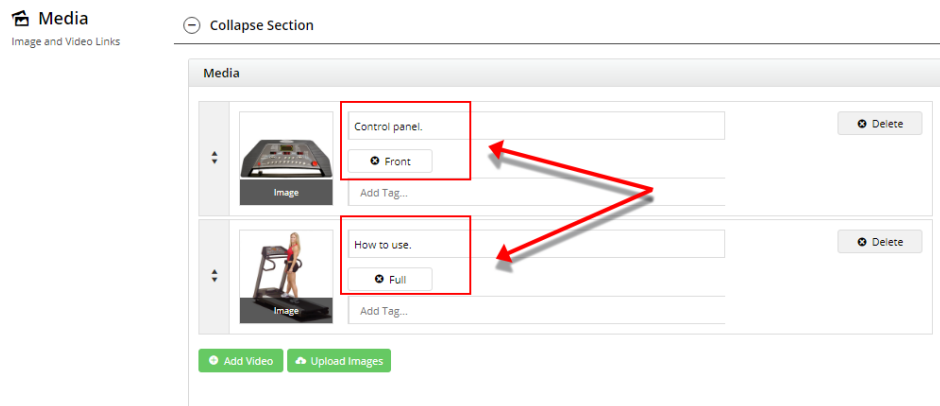 Media
Image and Video Links
Collapse Section
Media
Control panel.
Delete
Front
Image
Add Tag...
How to use.
Delete
Full
Image
Add Tag...
Add Video
Upload Images